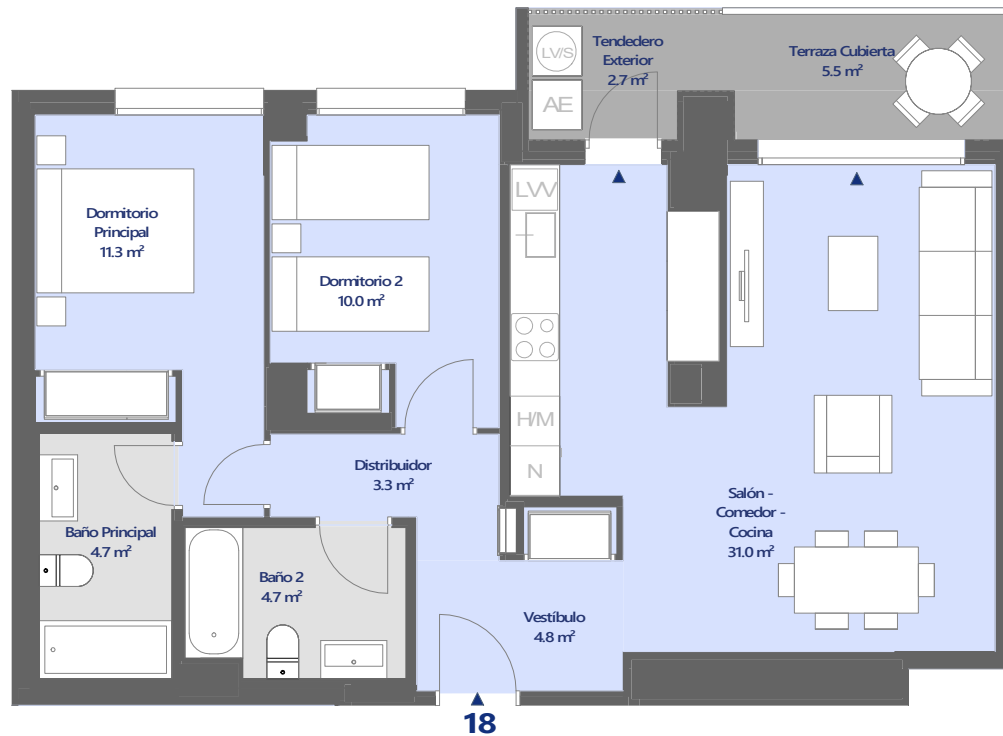 LV/S
AE
Tendedero
Exterior
2.7 m²
Terraza Cubierta
5.5 m²
Dormitorio
Principal
11.3 m²
Dormitorio 2
10.0 m²
LVV
H/M
N
Distribuidor
3.3 m²
Baño Principal
4.7 m²
Baño 2
4.7 m²
Vestíbulo
4.8 m²
Salón -
Comedor -
Cocina
31.0 m²
18